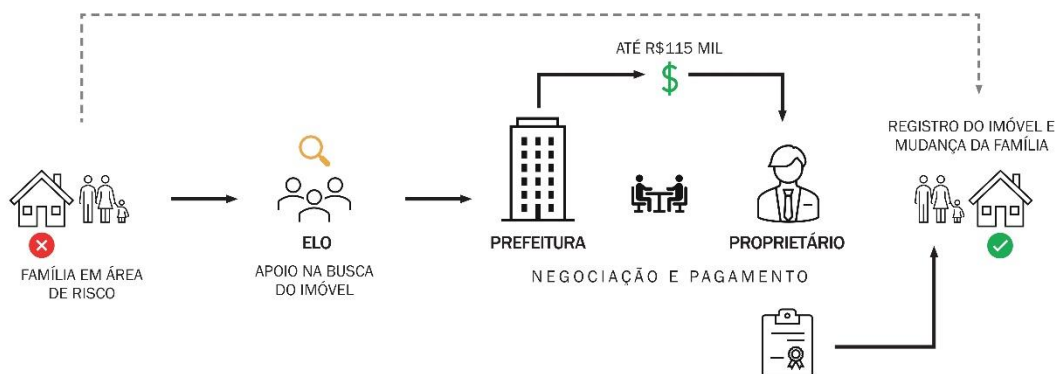 ATÉ R$115 MIL
REGISTRO DO IMÓVEL E
MUDANÇA DA FAMÍLIA
FAMÍLIA EM ÁREA
DE RISCO
ELO
APOIO NA BUSCA
DO IMÓVEL
PREFEITURA
PROPRIETÁRIO
NEGOCIAÇÃO E PAGAMENTO